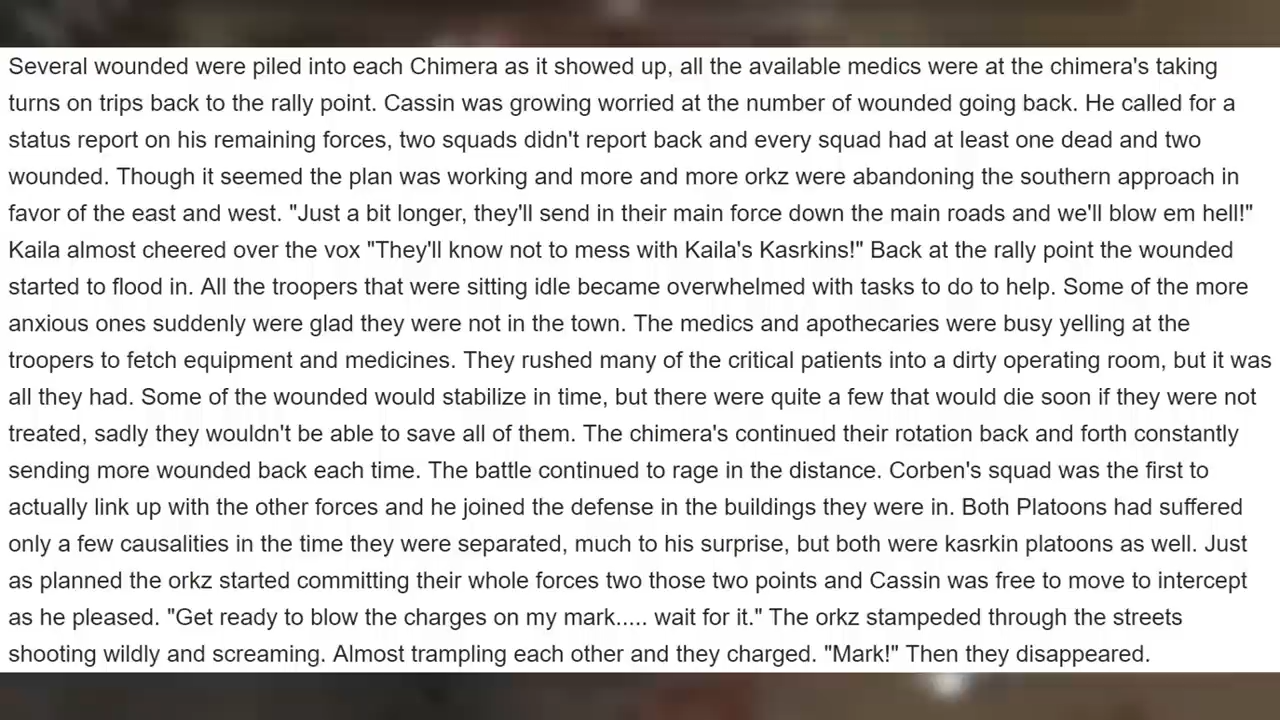 Several wounded were piled into each Chimera as it showed up, all the available medics were at the chimera's taking
turns on trips back to the rally point. Cassin was growing worried at the number of wounded going back. He called for a
status report on his remaining forces, two squads didn't report back and every squad had at least one dead and two
wounded. Though it seemed the plan was working and more and more orkz were abandoning the southern approach in
favor of the east and west. "Just a bit longer, they'll send in their main force down the main roads and we'll blow em hell!"
Kaila almost cheered over the vox "They'll know not to mess with Kaila's Kasrkins!" Back at the rally point the wounded
started to flood in. All the troopers that were sitting idle became overwhelmed with tasks to do to help. Some of the more
anxious ones suddenly were glad they were not in the town. The medics and apothecaries were busy yelling at the
troopers to fetch equipment and medicines. They rushed many of the critical patients into a dirty operating room, but it was
all they had. Some of the wounded would stabilize in time, but there were quite a few that would die soon if they were not
treated, sadly they wouldn't be able to save all of them. The chimera's continued their rotation back and forth constantly
sending more wounded back each time. The battle continued to rage in the distance. Corben's squad was the first to
actually link up with the other forces and he joined the defense in the buildings they were in. Both Platoons had suffered
only a few causalities in the time they were separated, much to his surprise, but both were kasrkin platoons as well. Just
as planned the orkz started committing their whole forces two those two points and Cassin was free to move to intercept
as he pleased. "Get ready to blow the charges on my mark..... wait for it." The orkz stampeded through the streets
shooting wildly and screaming. Almost trampling each other and they charged. "Mark!" Then they disappeared.